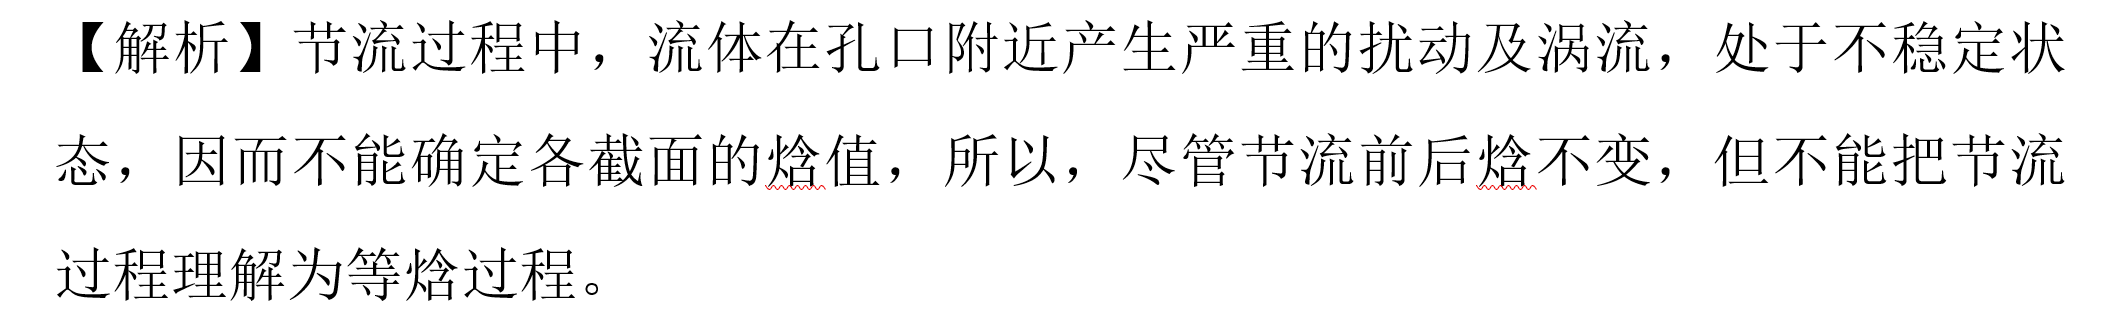 【解析】节流过程中，流体在孔口附近产生严重的扰动及涡流，处于不稳定状
态，因而不能确定各截面的焓值，所以，尽管节流前后焓不变，但不能把节流
过程理解为等焓过程。